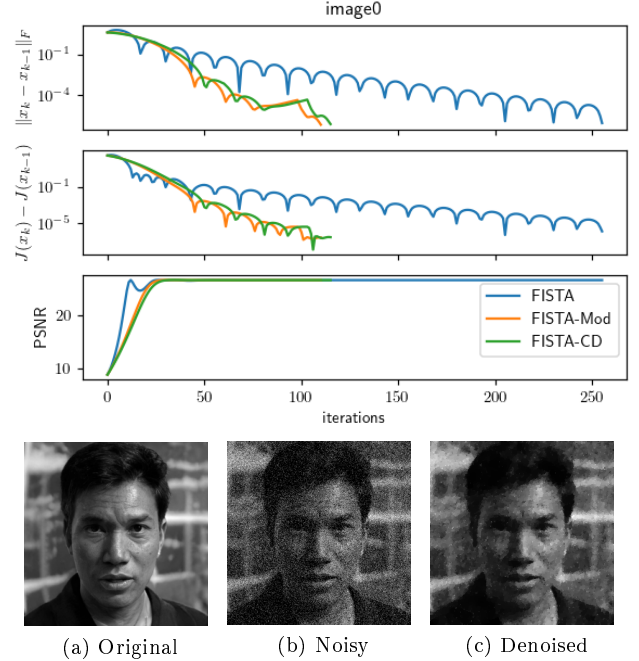 image0
‖x_k − x_{k−1}‖_F
10⁻¹
10⁻⁴
J(x_k) − J(x_{k−1})
10⁻¹
10⁻⁵
PSNR
20
10
FISTA
FISTA-Mod
FISTA-CD
0 50 100 150 200 250
iterations
(a) Original (b) Noisy (c) Denoised